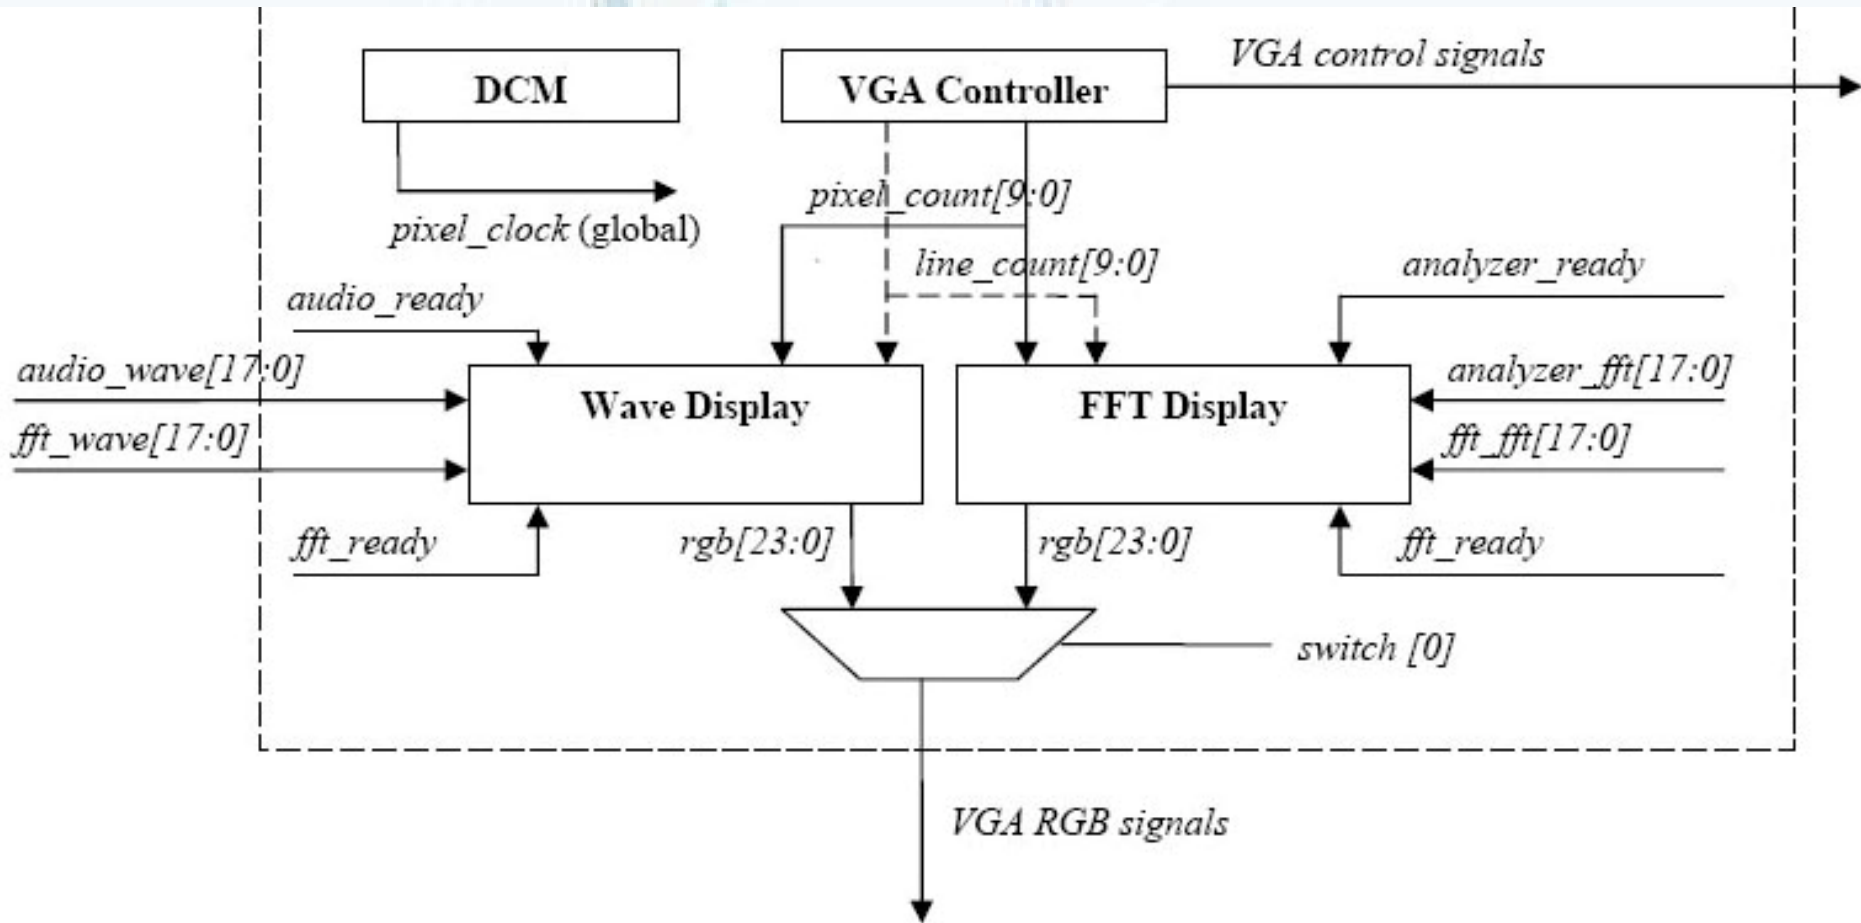 VGA control signals
DCM
VGA Controller
pixel_count[9:0]
pixel_clock (global)
line_count[9:0]
analyzer_ready
audio_ready
audio_wave[17:0]
analyzer_fft[17:0]
Wave Display
FFT Display
fft_wave[17:0]
fft_fft[17:0]
fft_ready
rgb[23:0]
rgb[23:0]
fft_ready
switch [0]
VGA RGB signals